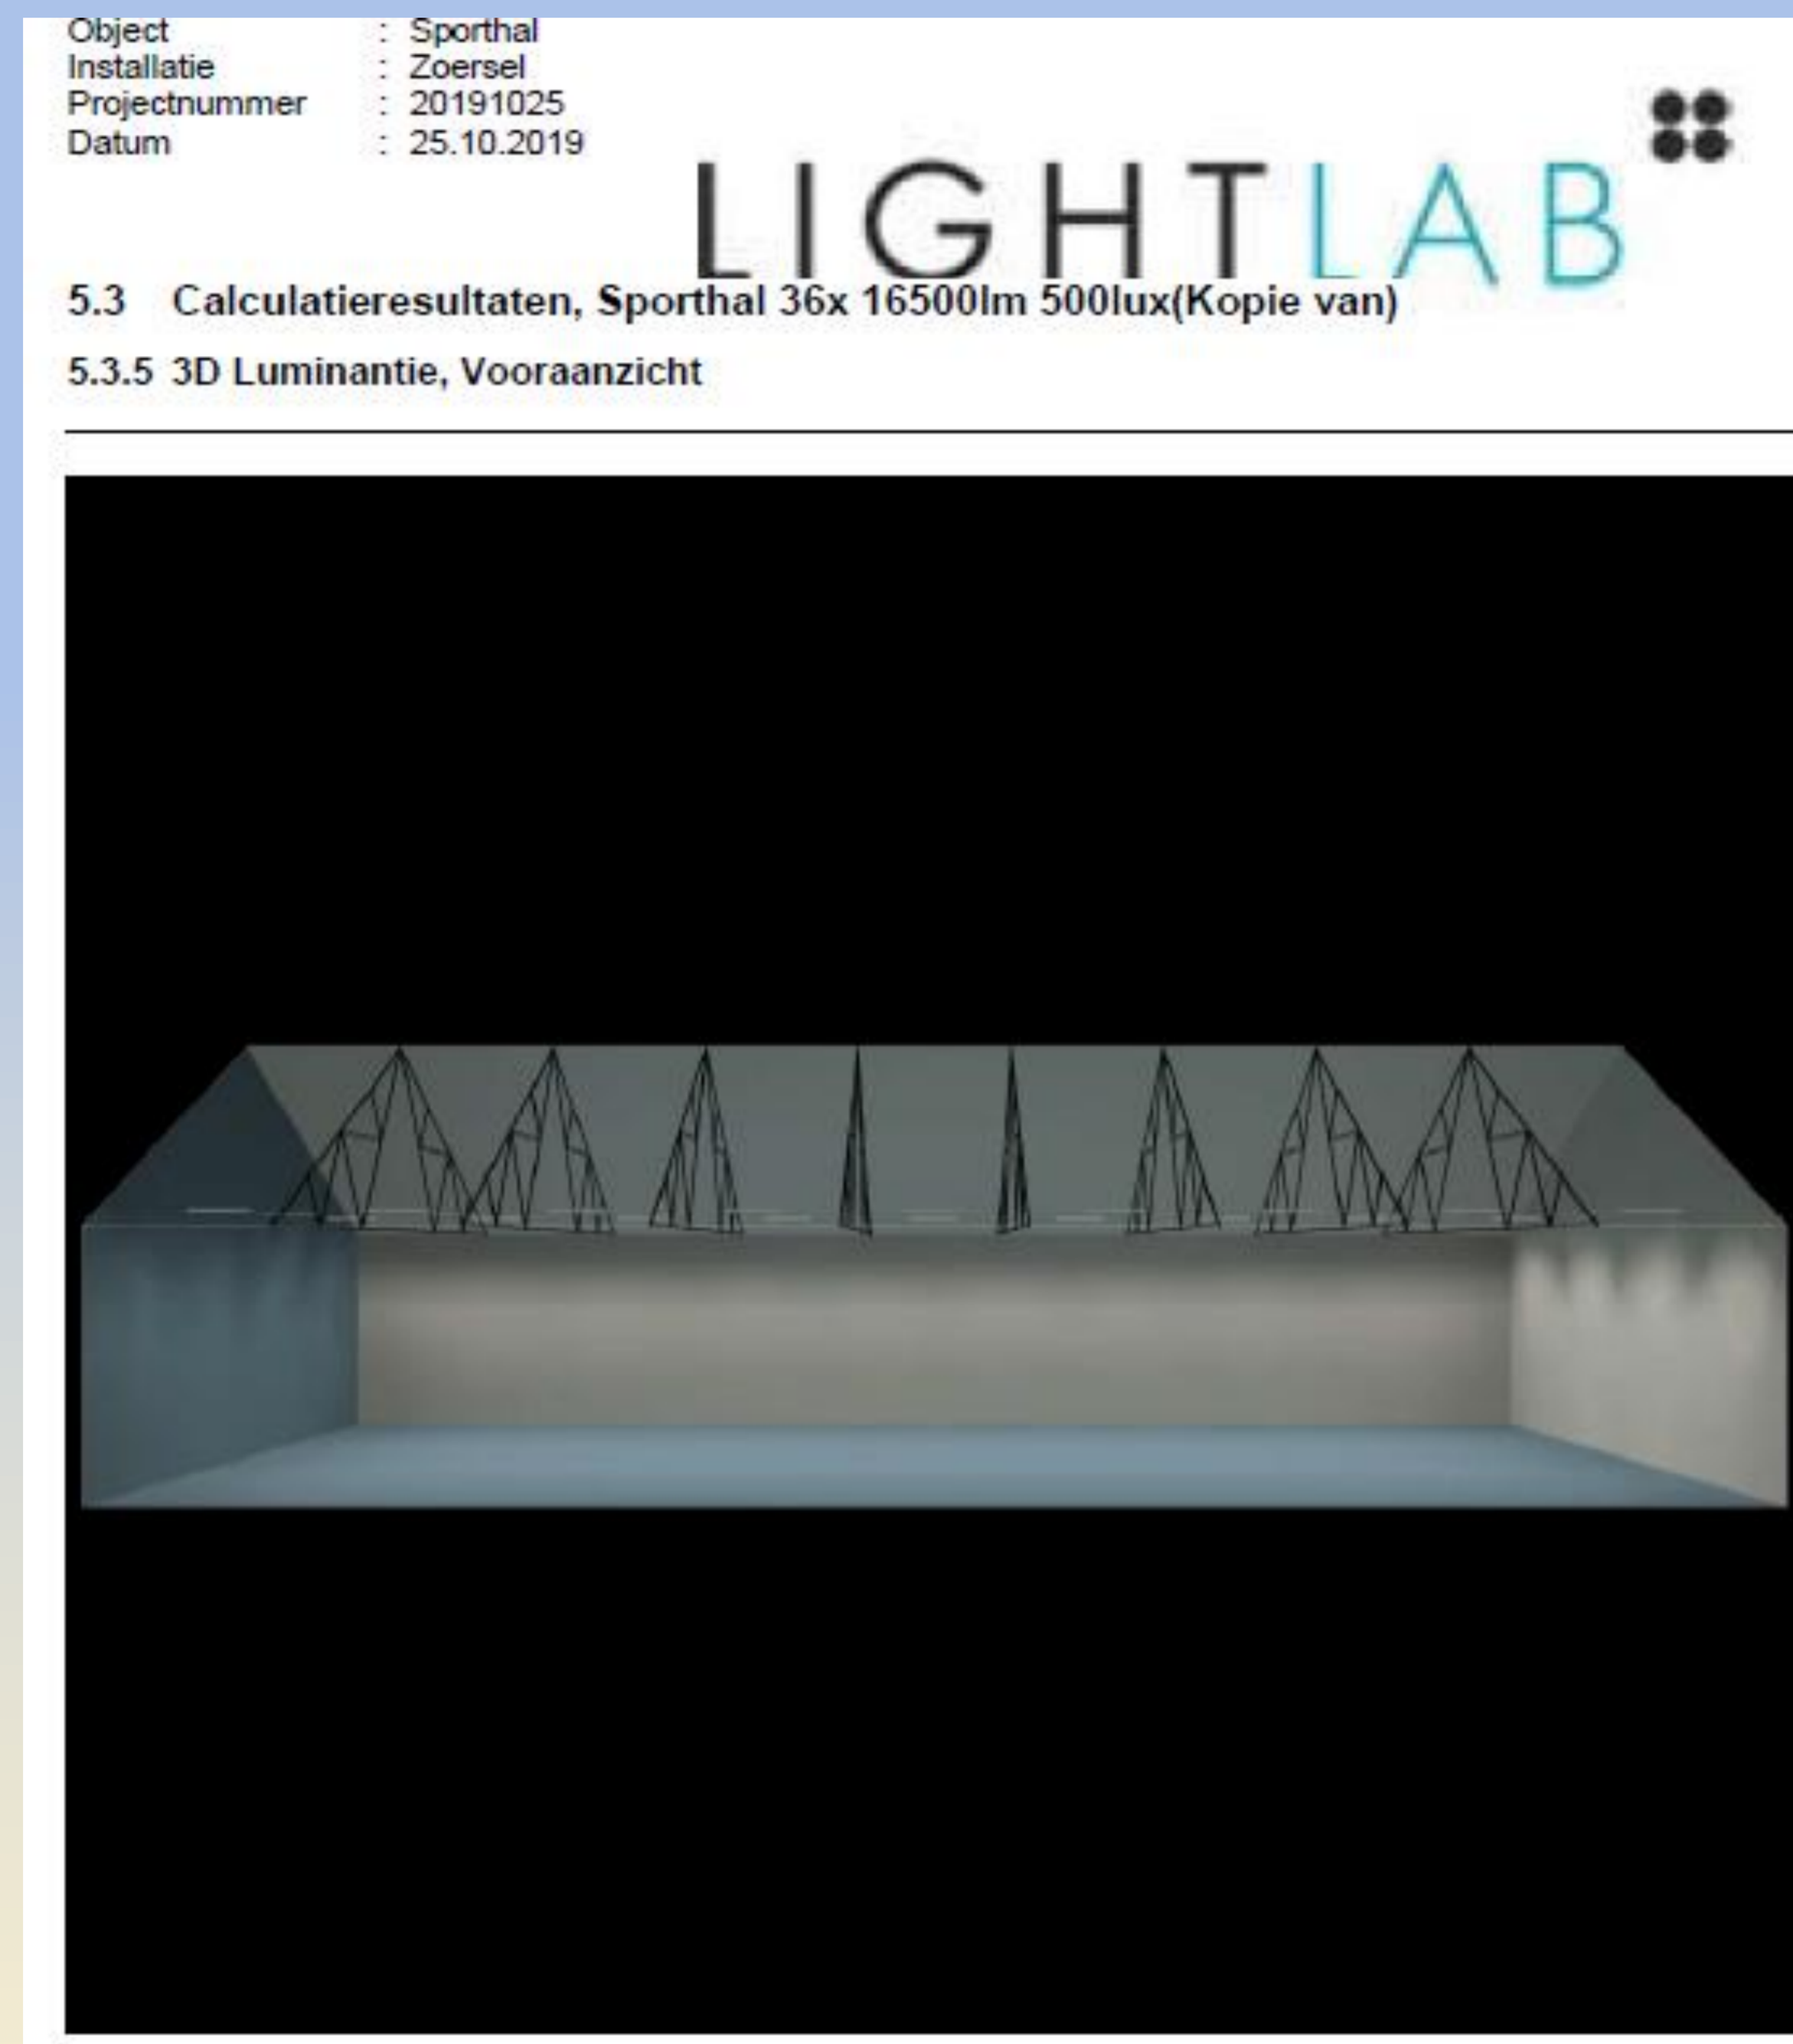 Object : Sporthal
Installatie : Zoersel
Projectnummer : 20191025
Datum : 25.10.2019
LIGHTLAB
5.3 Calculatieresultaten, Sporthal 36x 16500lm 500lux(Kopie van)
5.3.5 3D Luminantie, Vooraanzicht